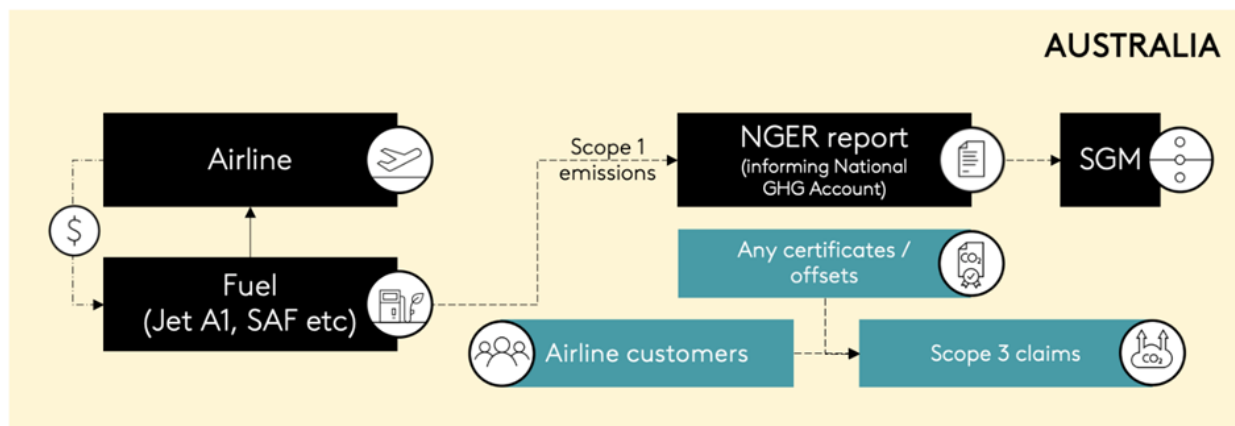 AUSTRALIA
Airline
$
Fuel
(Jet A1, SAF etc)
Scope 1
emissions
NGER report
(informing National
GHG Account)
SGM
Any certificates /
offsets
CO₂
Airline customers
Scope 3 claims
CO₂